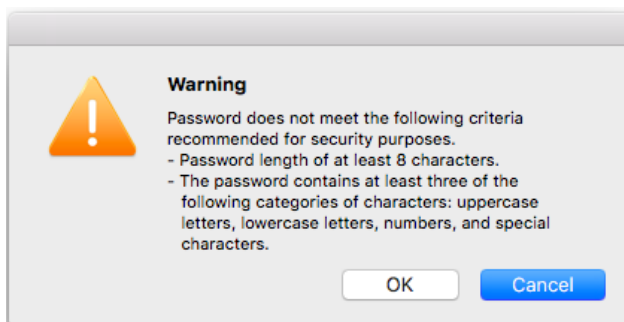 Warning
Password does not meet the following criteria
recommended for security purposes.
- Password length of at least 8 characters.
- The password contains at least three of the
following categories of characters: uppercase
letters, lowercase letters, numbers, and special
characters.
OK
Cancel